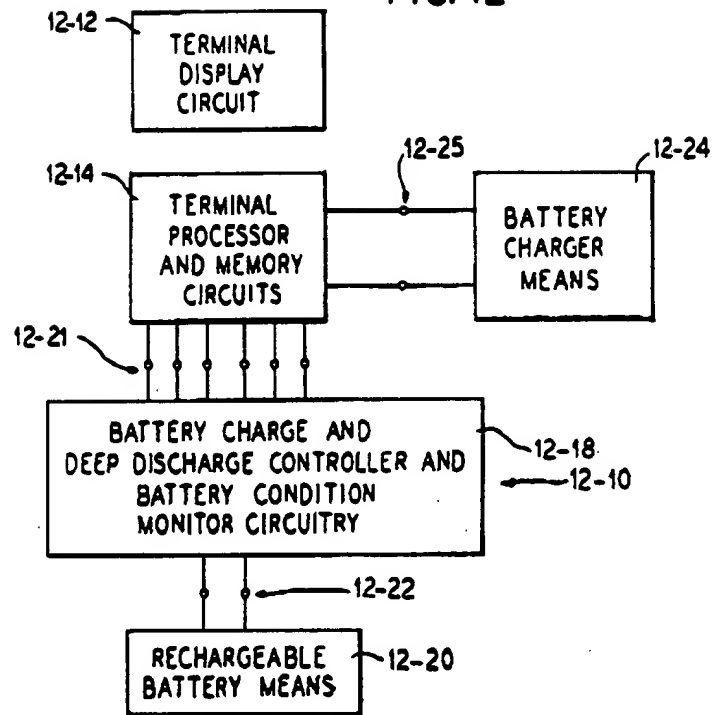 12-12
TERMINAL
DISPLAY
CIRCUIT
12-14
TERMINAL
PROCESSOR
AND MEMORY
CIRCUITS
12-25
12-24
BATTERY
CHARGER
MEANS
12-21
BATTERY CHARGE AND
DEEP DISCHARGE CONTROLLER AND
BATTERY CONDITION
MONITOR CIRCUITRY
12-18
12-10
12-22
RECHARGEABLE
BATTERY MEANS
12-20